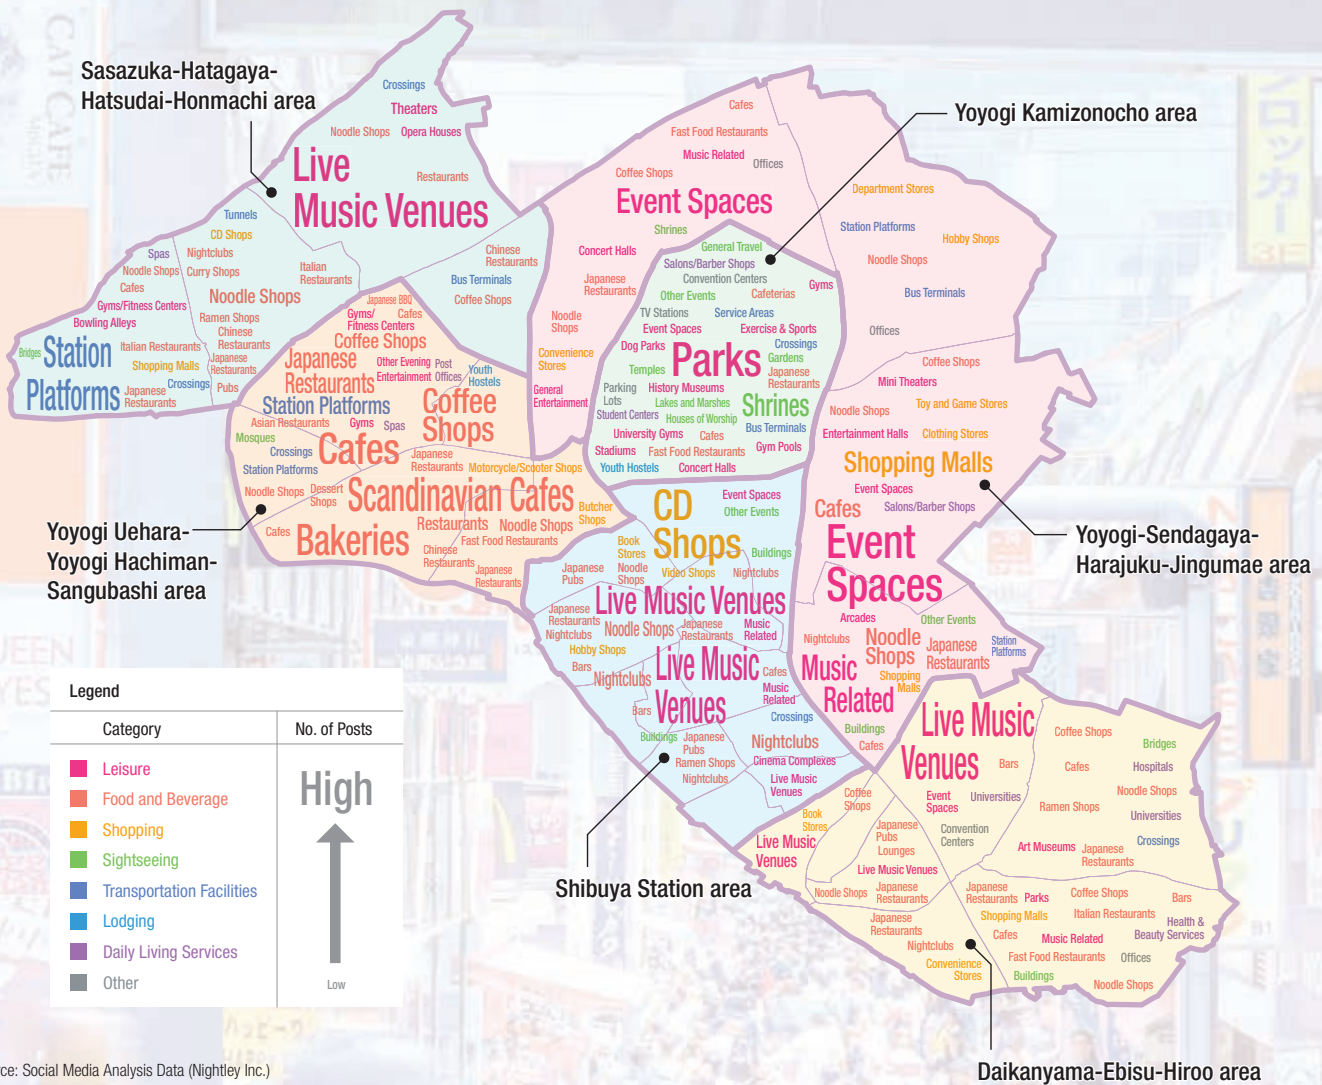 Sasazuka-Hatagaya-
Hatsudai-Honmachi area
Crossings
Theaters
Noodle Shops
Opera Houses
Live
Music Venues
Restaurants
Tunnels
CD Shops
Spas
Nightclubs
Noodle Shops
Curry Shops
Cafes
Italian
Restaurants
Chinese
Restaurants
Bus Terminals
Coffee Shops
Noodle Shops
Gyms/Fitness Centers
Bowling Alleys
Ramen Shops
Chinese
Restaurants
Bridges
Station
Platforms
Italian Restaurants
Shopping Malls
Japanese
Restaurants
Crossings
Pubs
Japanese
Restaurants
Yoyogi Uehara-
Yoyogi Hachiman-
Sangubashi area
Japanese BBQ
Gyms/
Fitness Centers
Cafes
Coffee Shops
Japanese
Restaurants
Other Evening
Entertainment
Post
Offices
Youth
Hostels
Station Platforms
Coffee
Shops
Asian Restaurants
Gyms
Spas
Mosques
Crossings
Cafes
Station Platforms
Japanese
Restaurants
Motorcycle/Scooter Shops
Noodle Shops
Dessert
Shops
Scandinavian Cafes
Butcher
Shops
Cafes
Bakeries
Restaurants
Noodle Shops
Fast Food Restaurants
Chinese
Restaurants
Japanese
Restaurants
Yoyogi Kamizonocho area
General Travel
Salons/Barber Shops
Convention Centers
Gyms
Other Events
Cafeterias
TV Stations
Service Areas
Event Spaces
Exercise & Sports
Dog Parks
Crossings
Parks
Gardens
Temples
Japanese
Restaurants
Parking
Lots
History Museums
Lakes and Marshes
Shrines
Student Centers
Houses of Worship
Bus Terminals
University Gyms
Cafes
Stadiums
Fast Food Restaurants
Gym Pools
Youth Hostels
Concert Halls
Yoyogi-Sendagaya-
Harajuku-Jingumae area
Cafes
Fast Food Restaurants
Music Related
Offices
Coffee Shops
Event Spaces
Shrines
Concert Halls
Japanese
Restaurants
Noodle
Shops
Convenience
Stores
General
Entertainment
Department Stores
Station Platforms
Hobby Shops
Noodle Shops
Bus Terminals
Offices
Coffee Shops
Mini Theaters
Noodle Shops
Toy and Game Stores
Entertainment Halls
Clothing Stores
Shopping Malls
Event Spaces
Cafes
Salons/Barber Shops
Event
Spaces
Arcades
Other Events
Nightclubs
Noodle
Shops
Japanese
Restaurants
Station
Platforms
Music
Related
Shopping
Malls
Buildings
Cafes
Shibuya Station area
CD
Shops
Event Spaces
Other Events
Book
Stores
Buildings
Japanese
Pubs
Noodle
Shops
Video Shops
Nightclubs
Live Music Venues
Japanese
Restaurants
Noodle Shops
Japanese
Restaurants
Music
Related
Nightclubs
Hobby Shops
Bars
Nightclubs
Live Music
Venues
Cafes
Music
Related
Bars
Crossings
Buildings
Japanese
Pubs
Nightclubs
Ramen Shops
Cinema Complexes
Nightclubs
Live Music
Venues
Daikanyama-Ebisu-Hiroo area
Live Music
Venues
Bars
Coffee Shops
Bridges
Cafes
Hospitals
Coffee
Shops
Event
Spaces
Universities
Noodle Shops
Ramen Shops
Universities
Book
Stores
Japanese
Pubs
Convention
Centers
Crossings
Live Music
Venues
Lounges
Art Museums
Japanese
Restaurants
Live Music Venues
Noodle Shops
Japanese
Restaurants
Japanese
Restaurants
Parks
Coffee Shops
Bars
Japanese
Restaurants
Shopping Malls
Italian Restaurants
Health &
Beauty Services
Nightclubs
Cafes
Music Related
Convenience
Stores
Fast Food Restaurants
Offices
Buildings
Noodle Shops
Legend
Category
No. of Posts
Leisure
Food and Beverage
Shopping
Sightseeing
Transportation Facilities
Lodging
Daily Living Services
Other
High
Low
CAT CAFE
ロッカー
Social Media Analysis Data (Nightley Inc.)